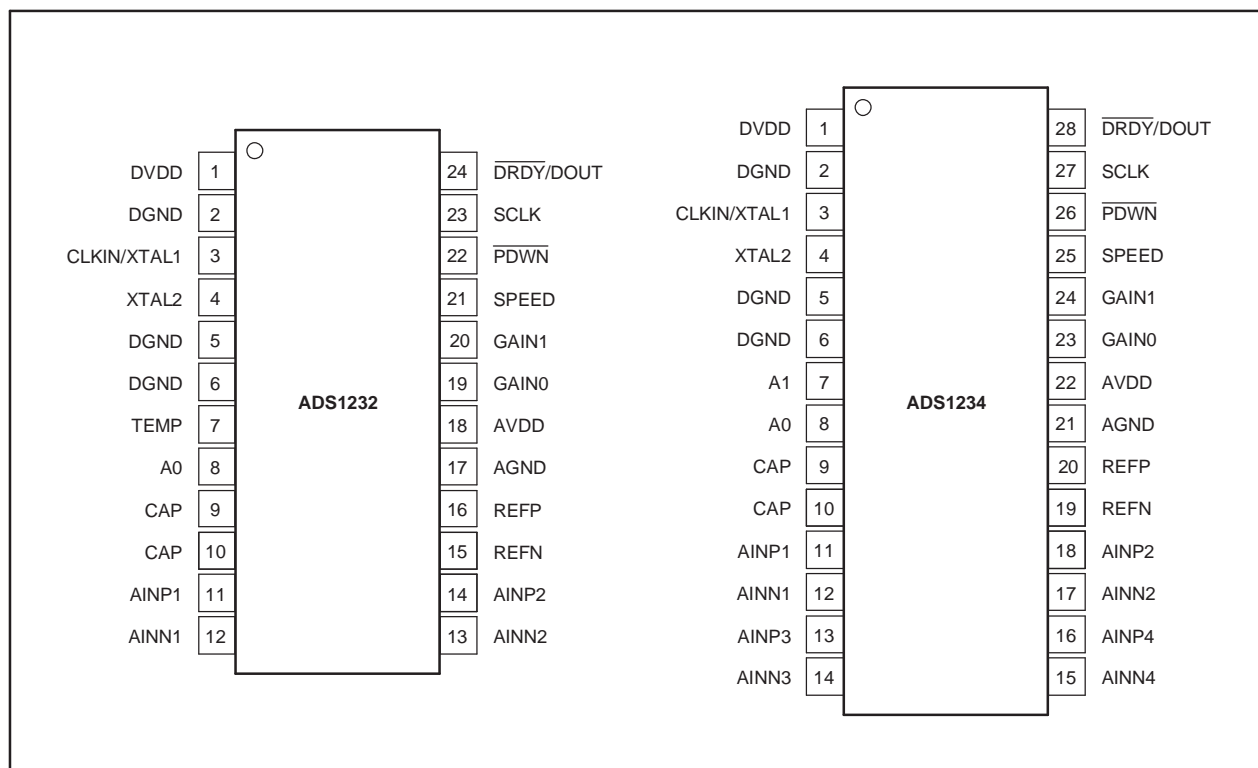 ADS1232
DVDD 1
DGND 2
CLKIN/XTAL1 3
XTAL2 4
DGND 5
DGND 6
TEMP 7
A0 8
CAP 9
CAP 10
AINP1 11
AINN1 12
24 DRDY/DOUT
23 SCLK
22 PDWN
21 SPEED
20 GAIN1
19 GAIN0
18 AVDD
17 AGND
16 REFP
15 REFN
14 AINP2
13 AINN2
ADS1234
DVDD 1
DGND 2
CLKIN/XTAL1 3
XTAL2 4
DGND 5
DGND 6
A1 7
A0 8
CAP 9
CAP 10
AINP1 11
AINN1 12
AINP3 13
AINN3 14
28 DRDY/DOUT
27 SCLK
26 PDWN
25 SPEED
24 GAIN1
23 GAIN0
22 AVDD
21 AGND
20 REFP
19 REFN
18 AINP2
17 AINN2
16 AINP4
15 AINN4